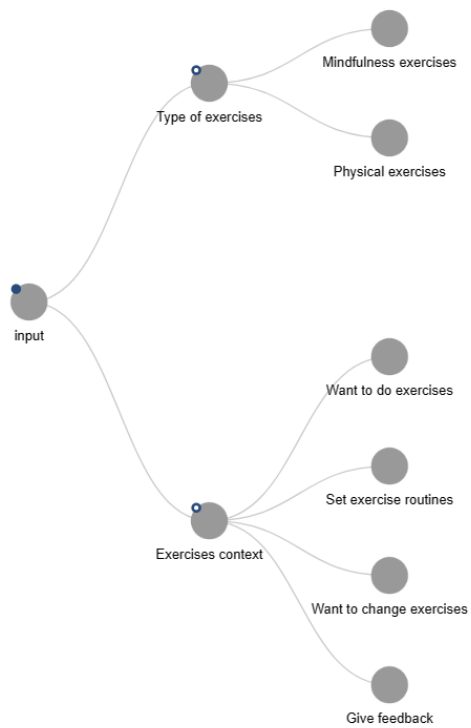 Mindfulness exercises
Type of exercises
Physical exercises
input
Want to do exercises
Set exercise routines
Exercises context
Want to change exercises
Give feedback